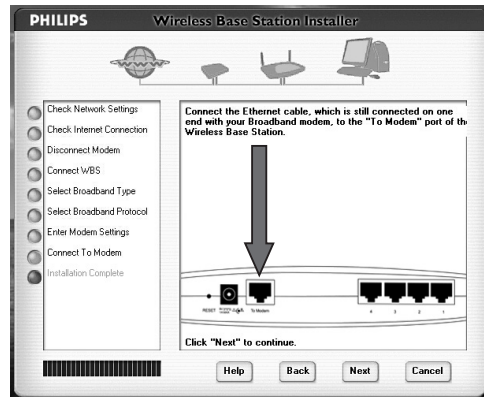 PHILIPS
Wireless Base Station Installer
Check Network Settings
Check Internet Connection
Disconnect Modem
Connect WBS
Select Broadband Type
Select Broadband Protocol
Enter Modem Settings
Connect To Modem
Installation Complete
Connect the Ethernet cable, which is still connected on one
end with your Broadband modem, to the "To Modem" port of the
Wireless Base Station.
RESET
To Modem
4 3 2 1
Click "Next" to continue.
Help Back Next Cancel